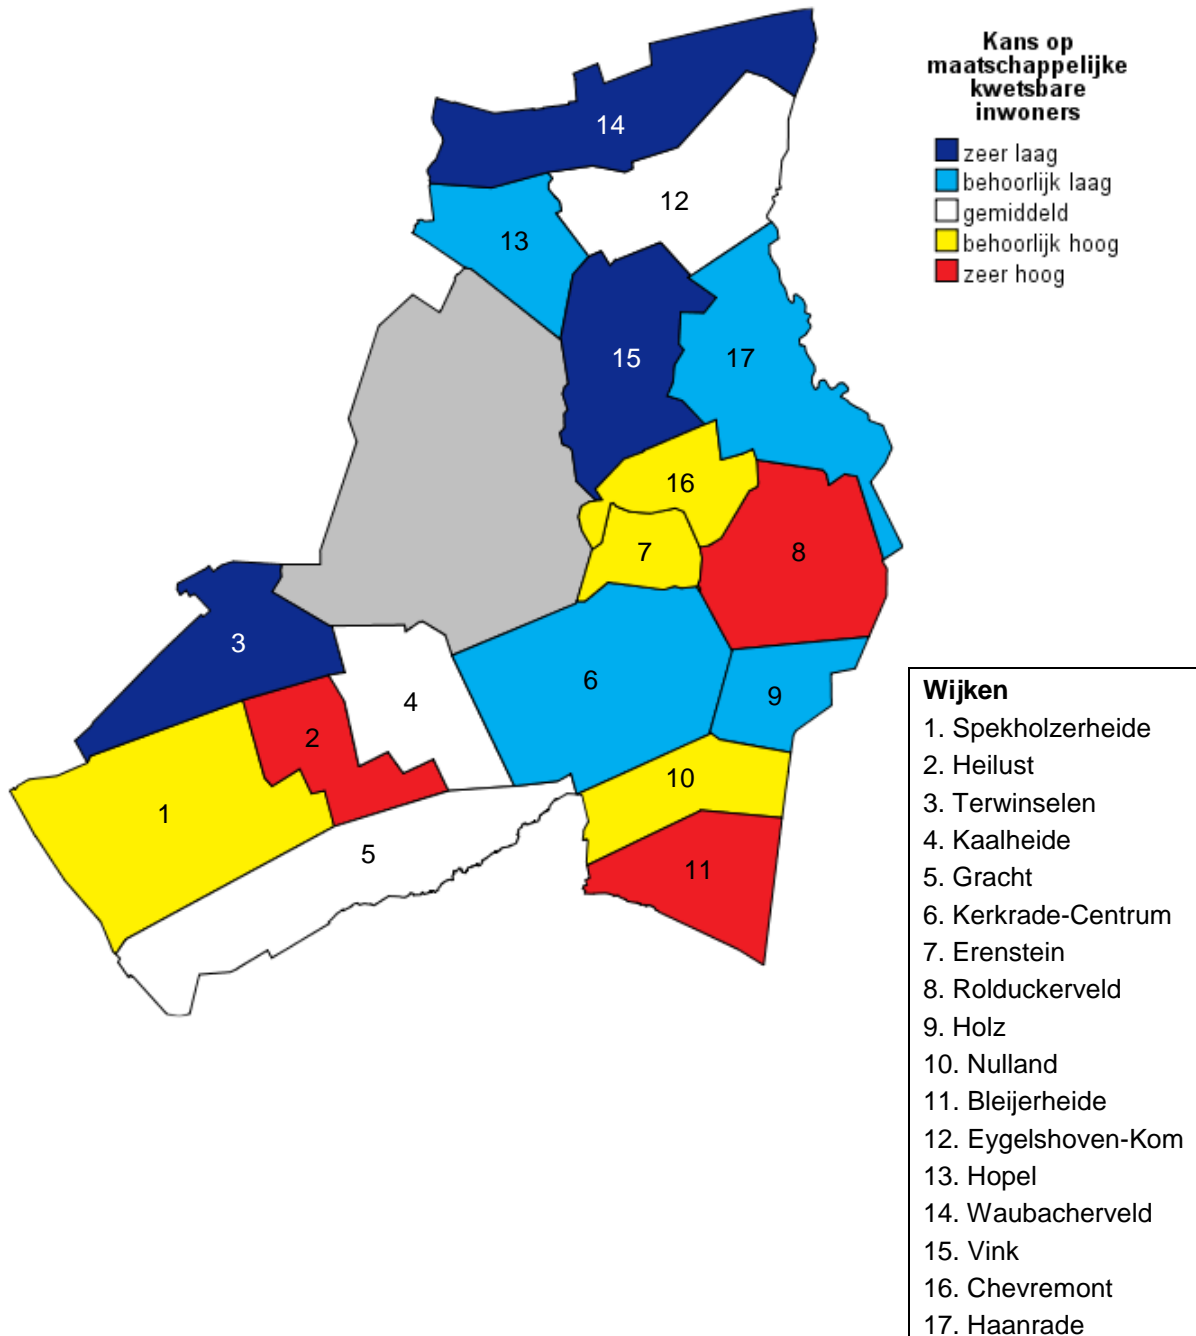 Kans op
maatschappelijke
kwetsbare
inwoners
zeer laag
behoorlijk laag
gemiddeld
behoorlijk hoog
zeer hoog
14
12
13
15
17
16
7
8
3
6
9
4
2
10
1
5
11
Wijken
1. Spekholzerheide
2. Heilust
3. Terwinselen
4. Kaalheide
5. Gracht
6. Kerkrade-Centrum
7. Erenstein
8. Rolduckerveld
9. Holz
10. Nulland
11. Bleijerheide
12. Eygelshoven-Kom
13. Hopel
14. Waubacherveld
15. Vink
16. Chevremont
17. Haanrade